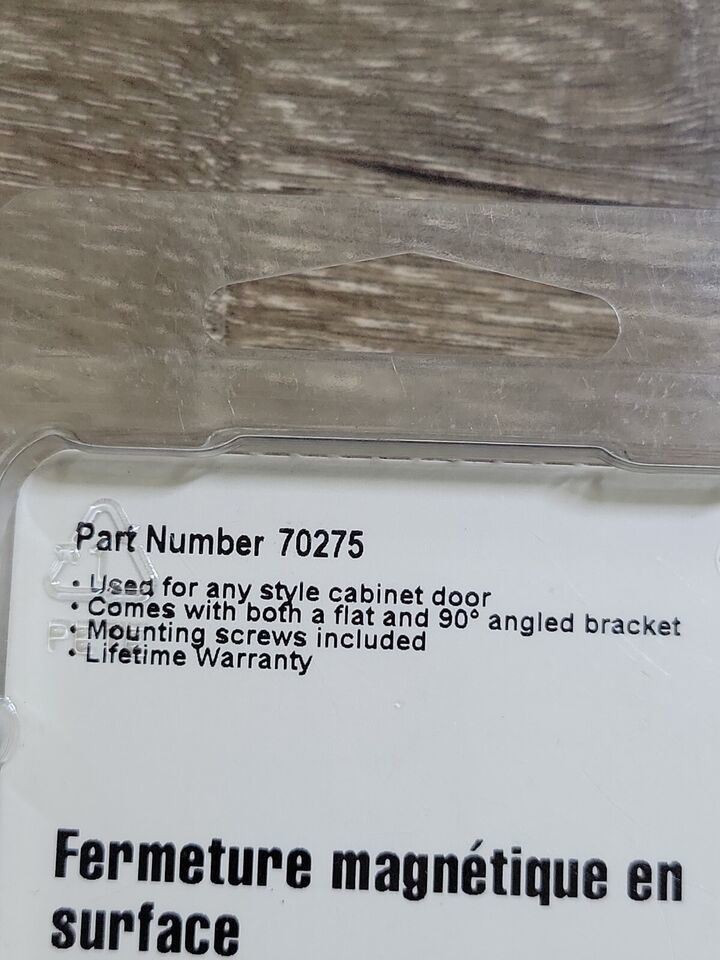 Part Number 70275
• Used for any style cabinet door
• Comes with both a flat and 90° angled bracket
• Mounting screws included
• Lifetime Warranty
Fermeture magnétique en
surface